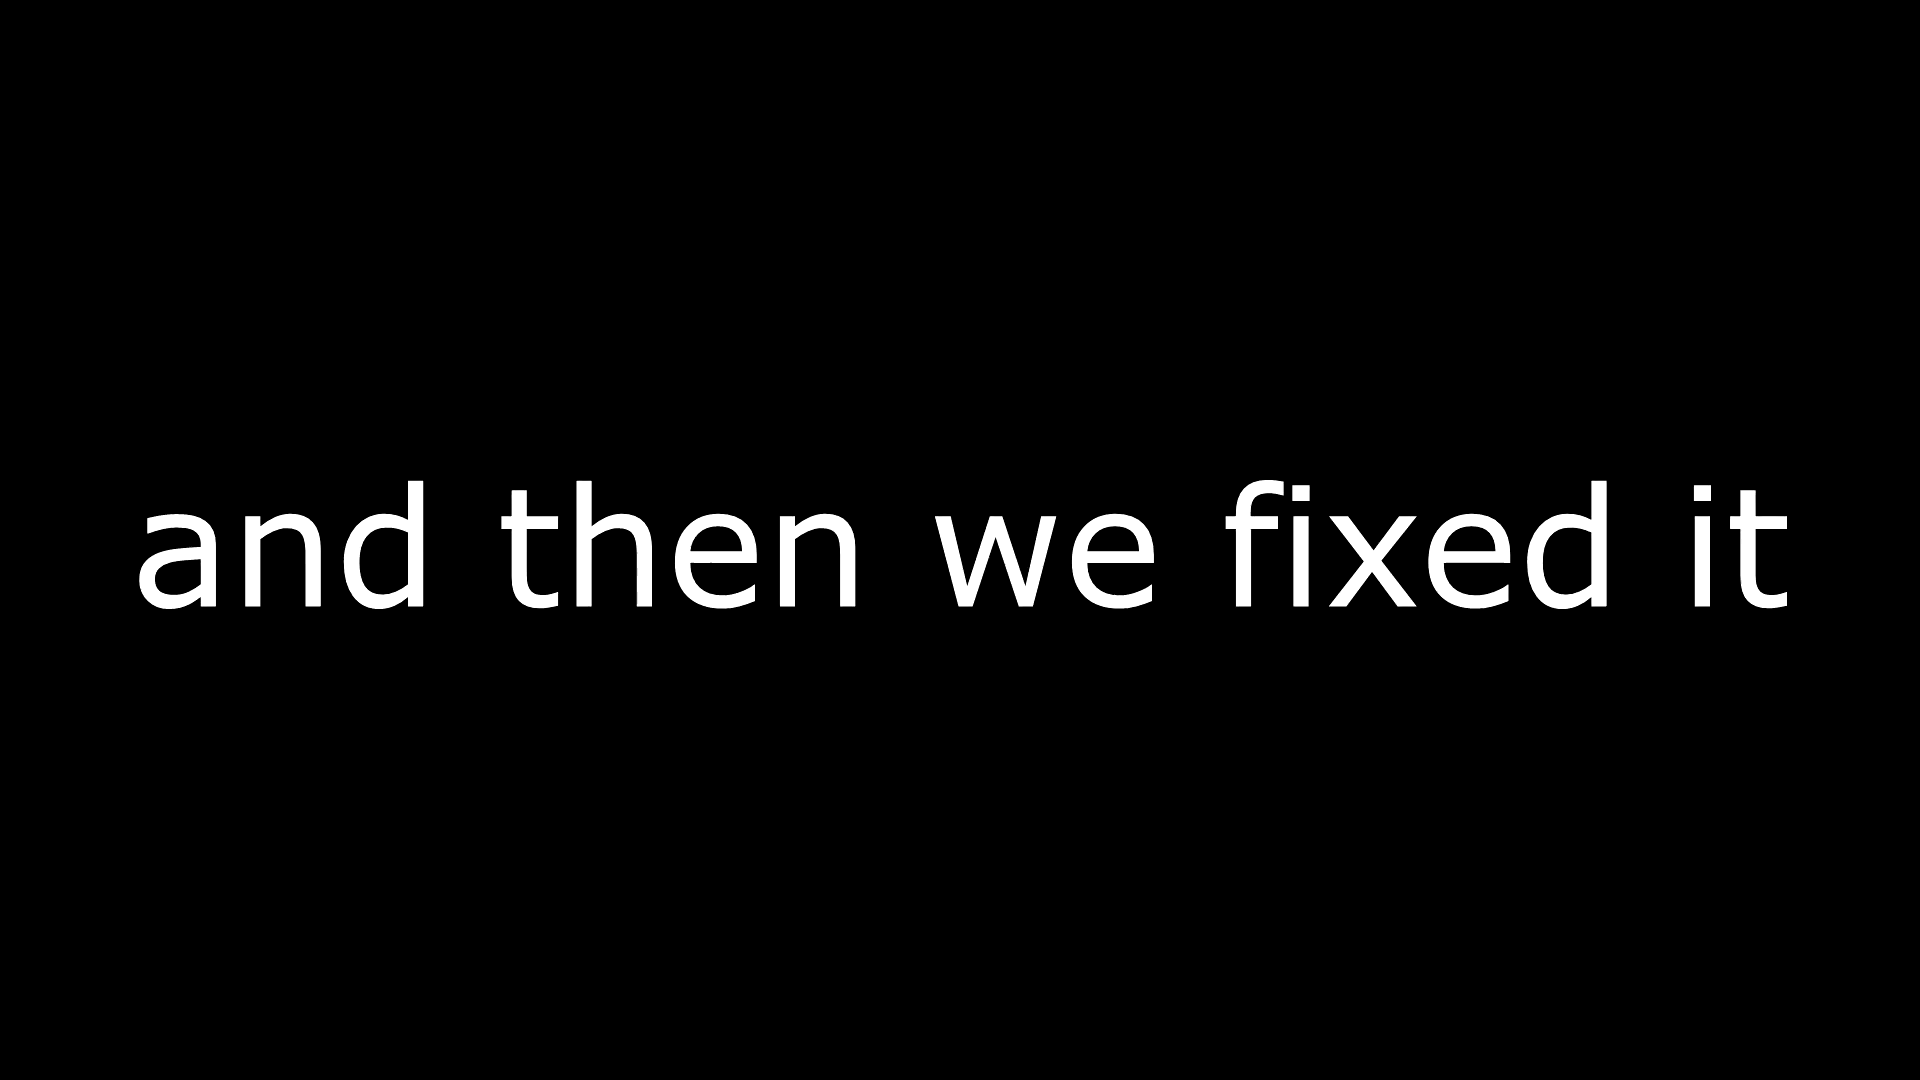 and then we fixed it